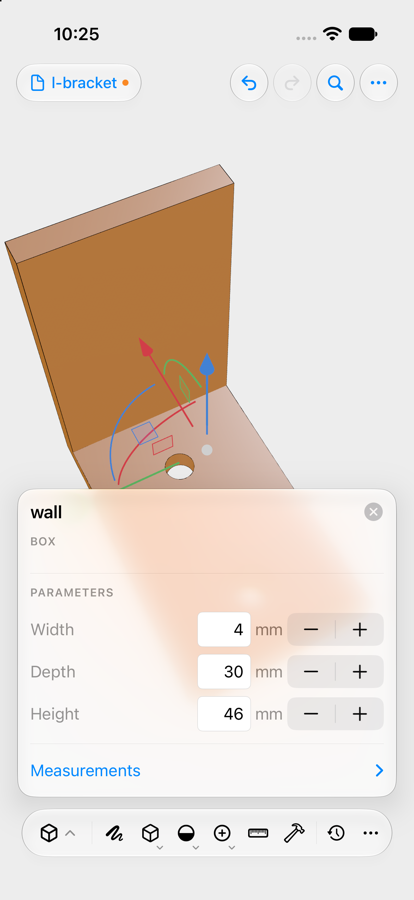 10:25
l-bracket
wall
BOX
PARAMETERS
Width 4 mm
Depth 30 mm
Height 46 mm
Measurements